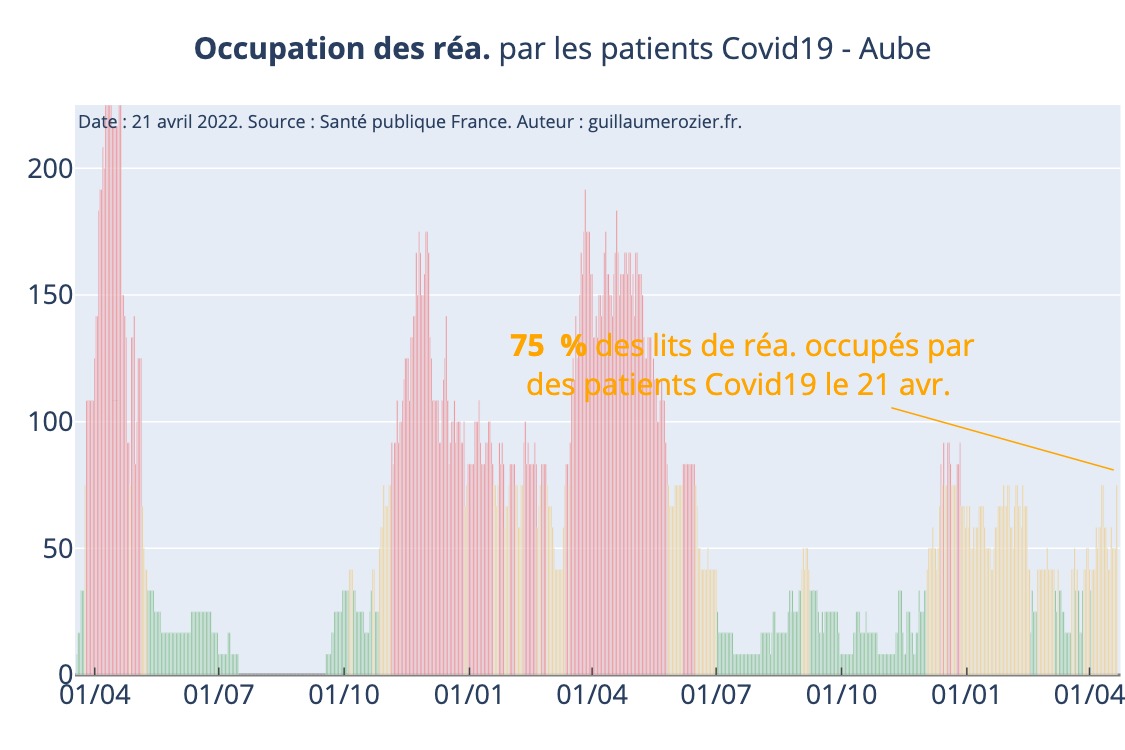 Occupation des réa. par les patients Covid19 - Aube
Date : 21 avril 2022. Source : Santé publique France. Auteur : guillaumerozier.fr.
200
150
75 % des lits de réa. occupés par
des patients Covid19 le 21 avr.
100
50
0
01/04 01/07 01/10 01/01 01/04 01/07 01/10 01/01 01/04